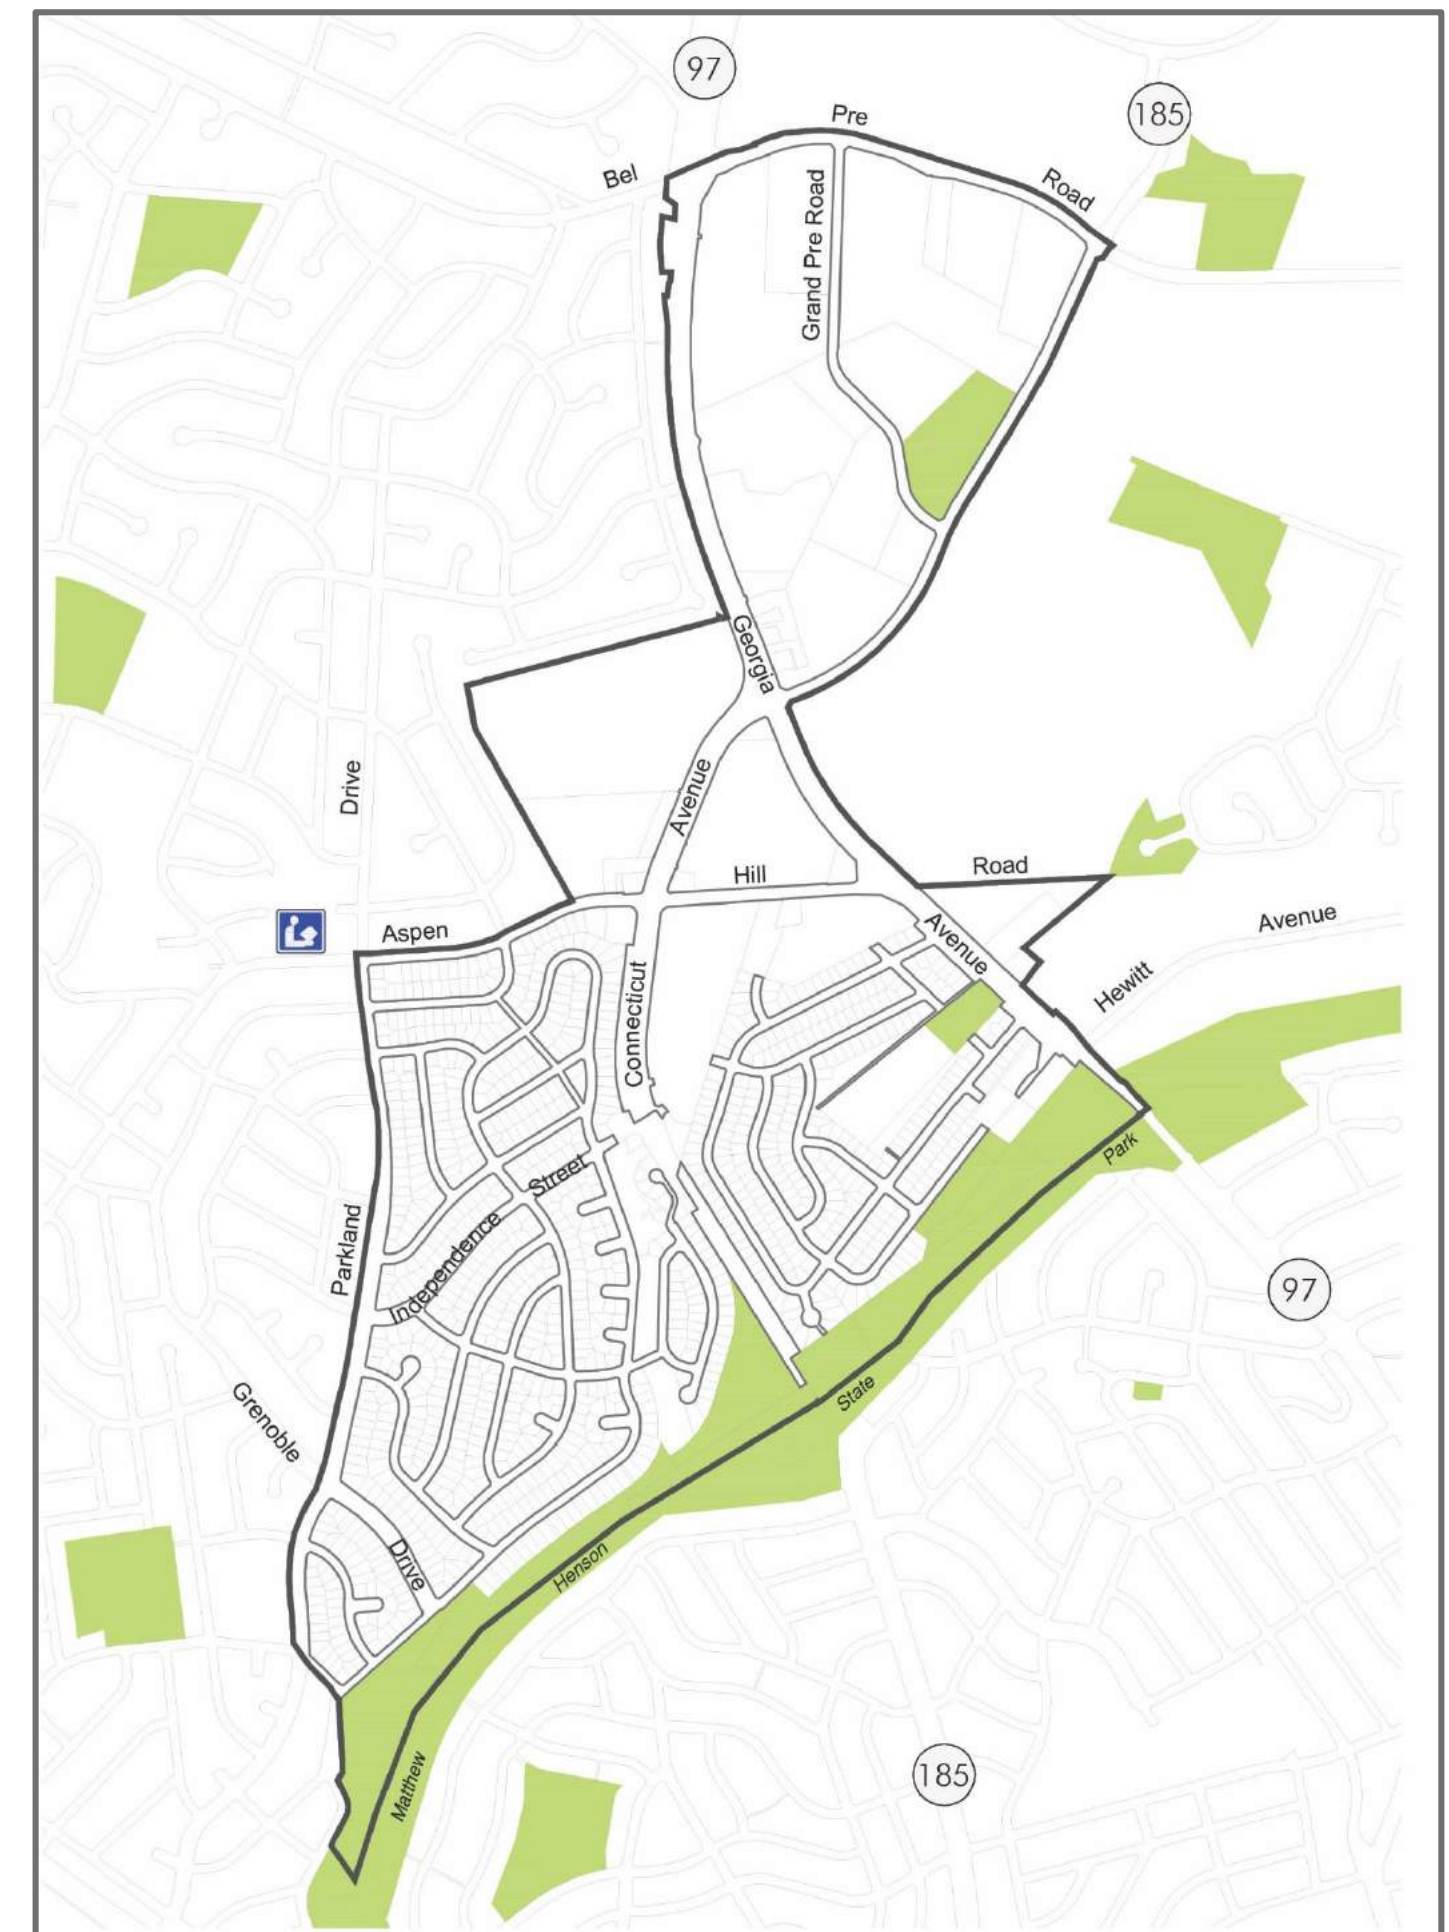 97
185
Pre
Bel
Road
Grand Pre Road
Georgia
Drive
Avenue
Road
Hill
Aspen
Avenue
Avenue
Hewitt
Connecticut
Park
Street
Parkland
Independence
97
State
Grenoble
Drive
Henson
185
Matthew